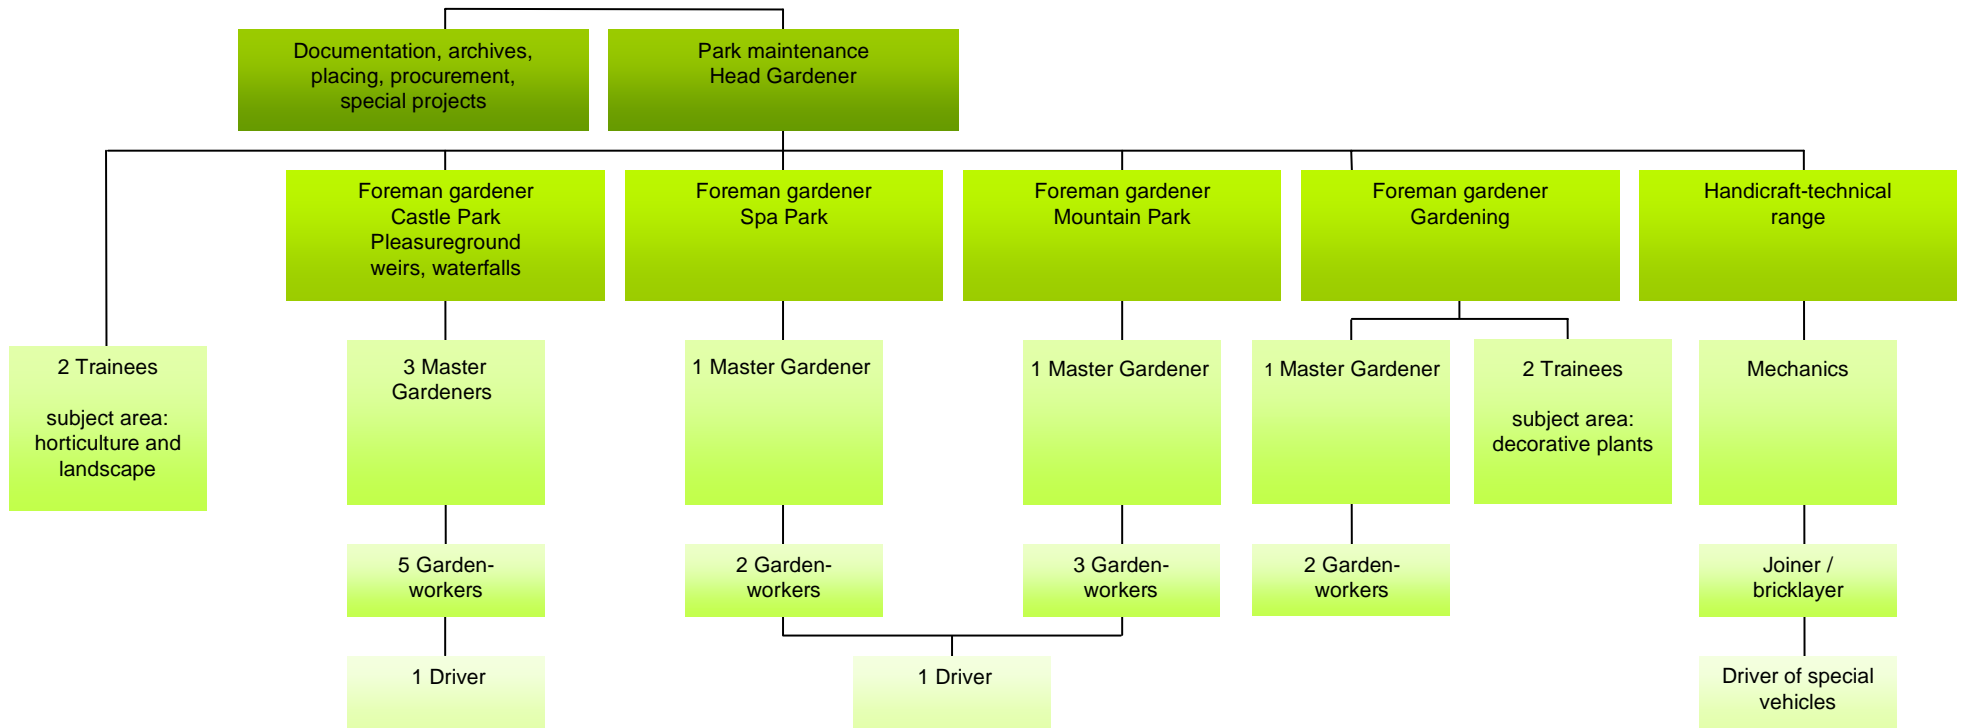 Documentation, archives,
placing, procurement,
special projects
Park maintenance
Head Gardener
Foreman gardener
Castle Park
Pleasureground
weirs, waterfalls
Foreman gardener
Spa Park
Foreman gardener
Mountain Park
Foreman gardener
Gardening
Handicraft-technical
range
2 Trainees
subject area:
horticulture and
landscape
3 Master
Gardeners
1 Master Gardener
1 Master Gardener
1 Master Gardener
2 Trainees
subject area:
decorative plants
Mechanics
5 Garden-
workers
2 Garden-
workers
3 Garden-
workers
2 Garden-
workers
Joiner /
bricklayer
1 Driver
1 Driver
Driver of special
vehicles